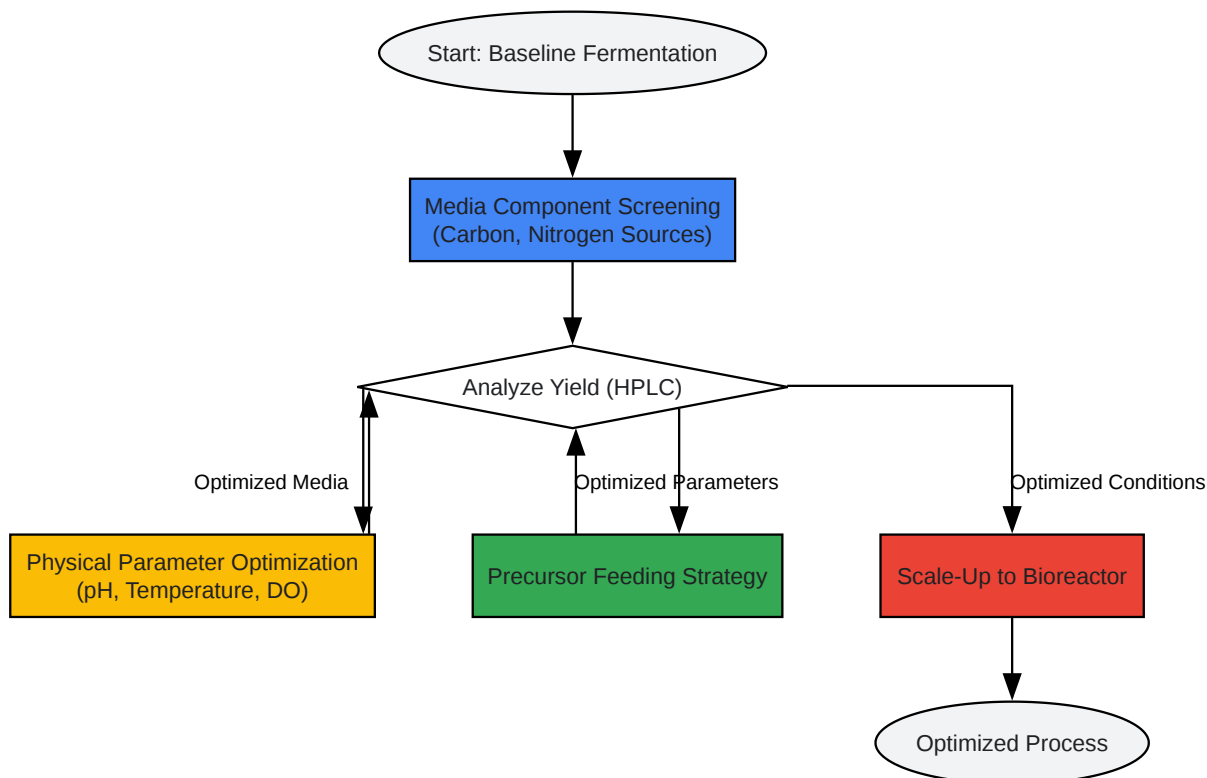 Start: Baseline Fermentation
Media Component Screening
(Carbon, Nitrogen Sources)
Analyze Yield (HPLC)
Optimized Media
Optimized Parameters
Optimized Conditions
Physical Parameter Optimization
(pH, Temperature, DO)
Precursor Feeding Strategy
Scale-Up to Bioreactor
Optimized Process